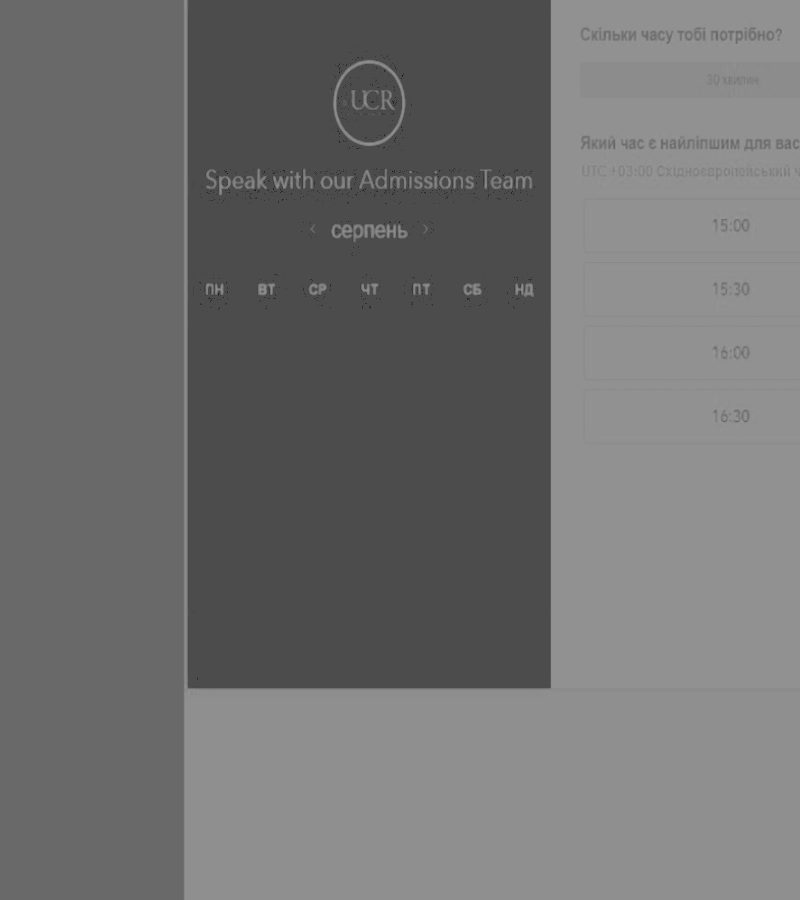 UCR
Speak with our Admissions Team
‹ серпень ›
ПН ВТ СР ЧТ ПТ СБ НД
Скільки часу тобі потрібно?
30 хвилин
Який час є найліпшим для вас
UTC +03:00 Східноєвропейський ч
15:00
15:30
16:00
16:30